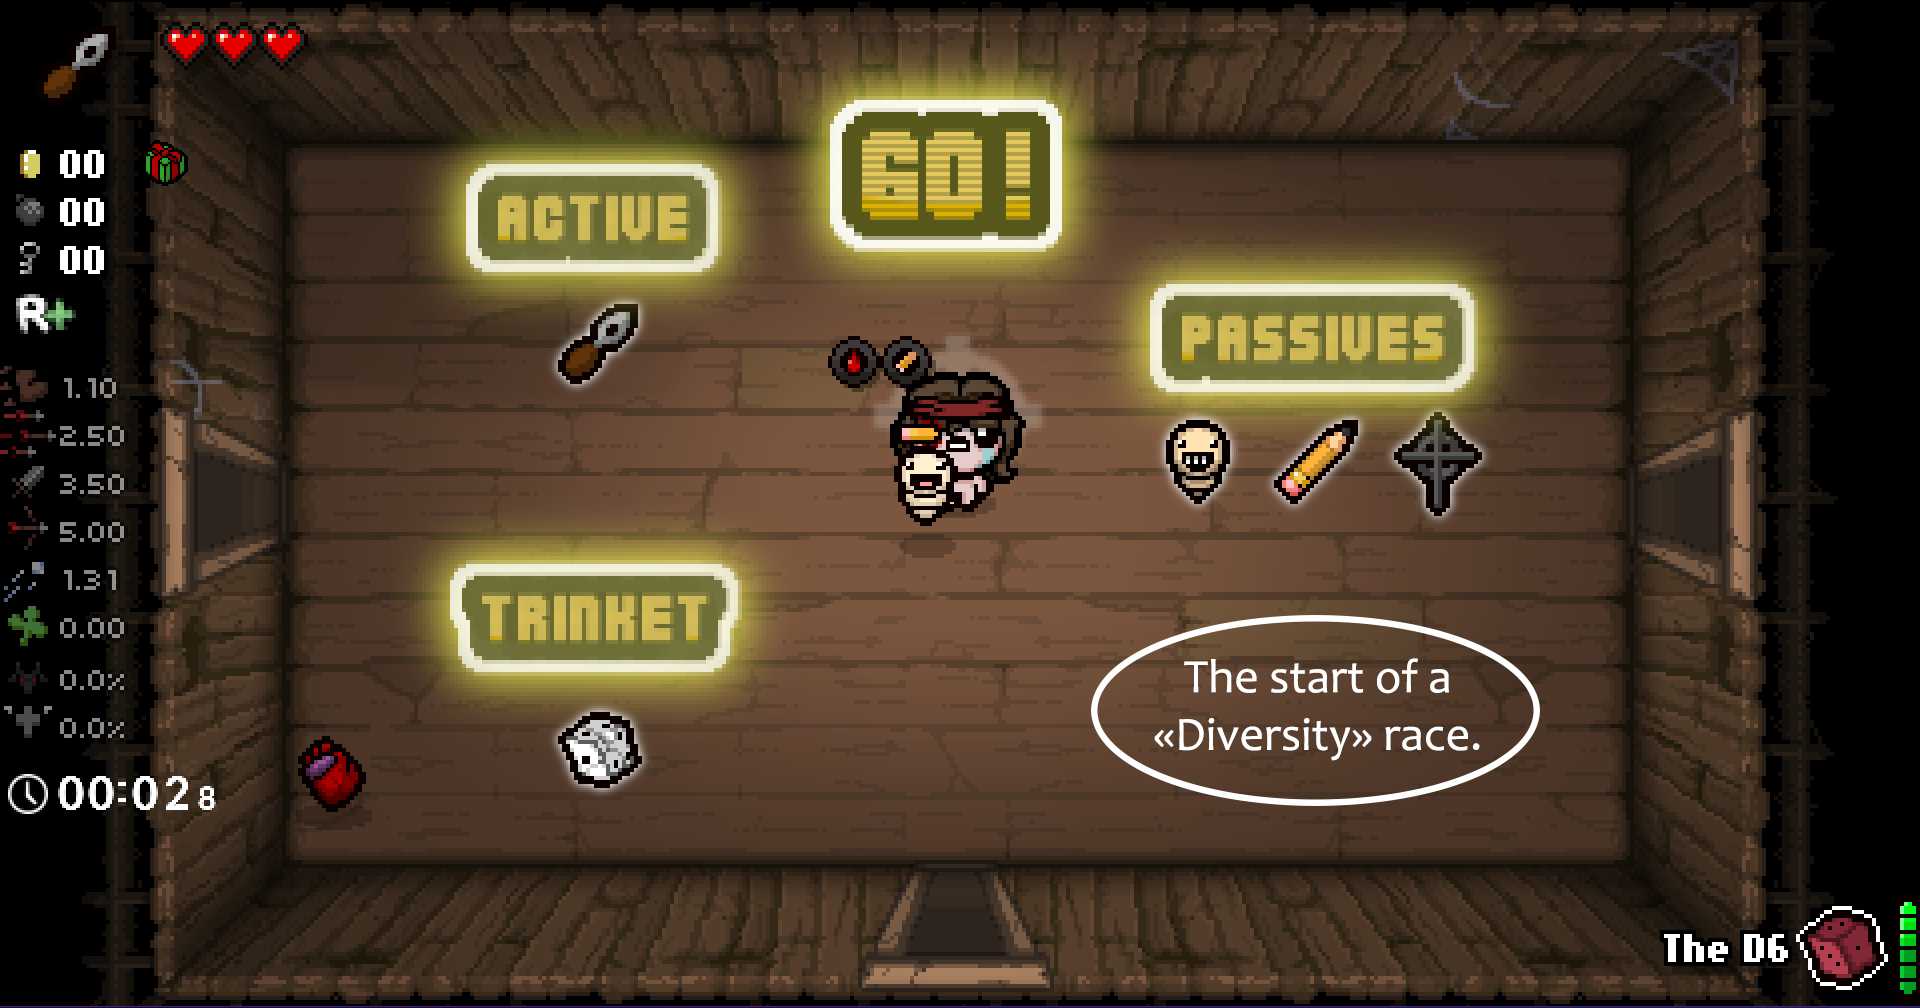 GO!
ACTIVE
00
00
00
R+
PASSIVES
1.10
2.50
3.50
5.00
1.31
0.00
0.0%
0.0%
TRINKET
The start of a
«Diversity» race.
00:02 8
The D6